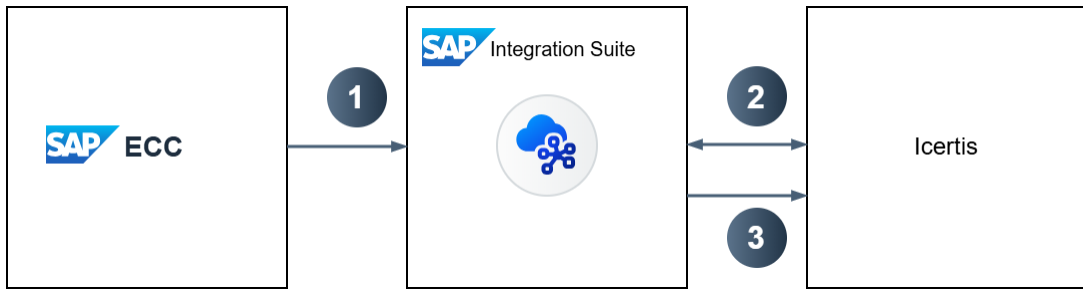 SAP ECC
1
SAP Integration Suite
2
3
Icertis